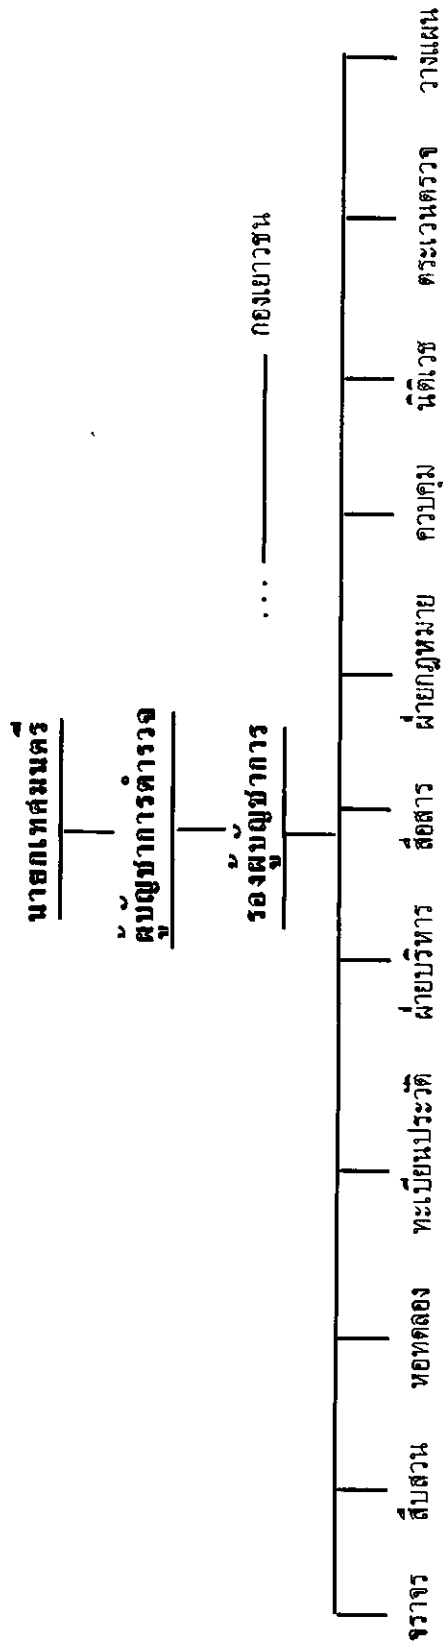 นายกเทศมนตรี
ผู้บัญชาการตำรวจ
รองผู้บัญชาการ
... กองเยาวชน
จราจร สืบสวน หอทดลอง ทะเบียนประวัติ ฝ่ายบริหาร สื่อสาร ฝ่ายกฎหมาย ควบคุม นิติเวช ตระเวนตรวจ วางแผน